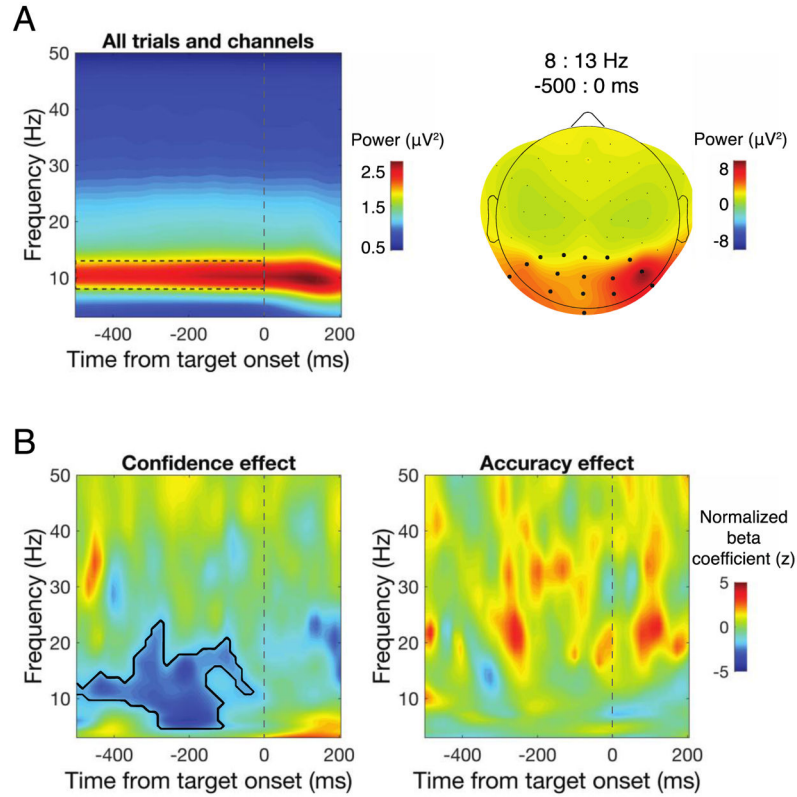 A
All trials and channels
50
40
30
20
10
Frequency (Hz)
-400
-200
0
200
Time from target onset (ms)
Power (µV²)
2.5
1.5
0.5
8 : 13 Hz
-500 : 0 ms
Power (µV²)
8
0
-8
B
Confidence effect
50
40
30
20
10
Frequency (Hz)
-400
-200
0
200
Time from target onset (ms)
Accuracy effect
50
40
30
20
10
Frequency (Hz)
-400
-200
0
200
Time from target onset (ms)
Normalized
beta
coefficient (z)
5
0
-5